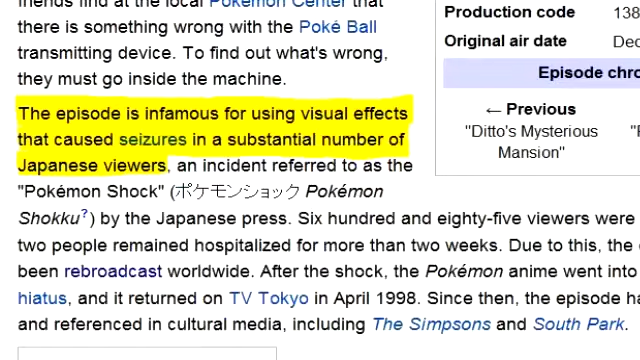 friends find at the local Pokémon Center that
there is something wrong with the Poké Ball
transmitting device. To find out what's wrong,
they must go inside the machine.
The episode is infamous for using visual effects
that caused seizures in a substantial number of
Japanese viewers, an incident referred to as the
"Pokémon Shock" (ポケモンショック Pokémon
Shokku?) by the Japanese press. Six hundred and eighty-five viewers were
two people remained hospitalized for more than two weeks. Due to this, the
been rebroadcast worldwide. After the shock, the Pokémon anime went into
hiatus, and it returned on TV Tokyo in April 1998. Since then, the episode
and referenced in cultural media, including The Simpsons and South Park.
Production code 138
Original air date Dec
Episode chro
← Previous
"Ditto's Mysterious
Mansion"